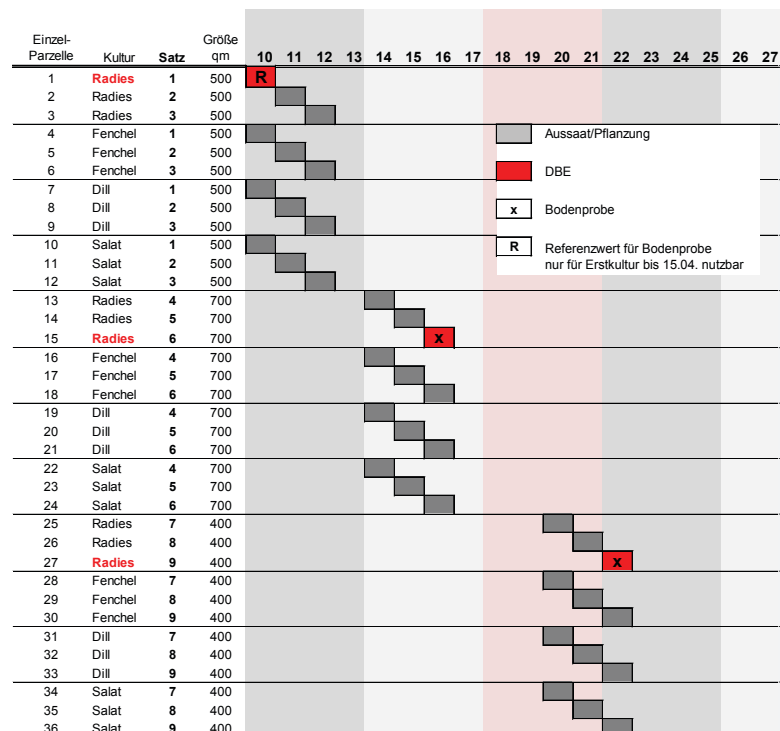 Einzel- Größe
Parzelle Kultur Satz qm 10 11 12 13 14 15 16 17 18 19 20 21 22 23 24 25 26 27
1 Radies 1 500 R
2 Radies 2 500
3 Radies 3 500
4 Fenchel 1 500 Aussaat/Pflanzung
5 Fenchel 2 500
6 Fenchel 3 500 DBE
7 Dill 1 500
8 Dill 2 500 x Bodenprobe
9 Dill 3 500
10 Salat 1 500 R Referenzwert für Bodenprobe
11 Salat 2 500 nur für Erstkultur bis 15.04. nutzbar
12 Salat 3 500
13 Radies 4 700
14 Radies 5 700
15 Radies 6 700 x
16 Fenchel 4 700
17 Fenchel 5 700
18 Fenchel 6 700
19 Dill 4 700
20 Dill 5 700
21 Dill 6 700
22 Salat 4 700
23 Salat 5 700
24 Salat 6 700
25 Radies 7 400
26 Radies 8 400
27 Radies 9 400 x
28 Fenchel 7 400
29 Fenchel 8 400
30 Fenchel 9 400
31 Dill 7 400
32 Dill 8 400
33 Dill 9 400
34 Salat 7 400
35 Salat 8 400
36 Salat 9 400